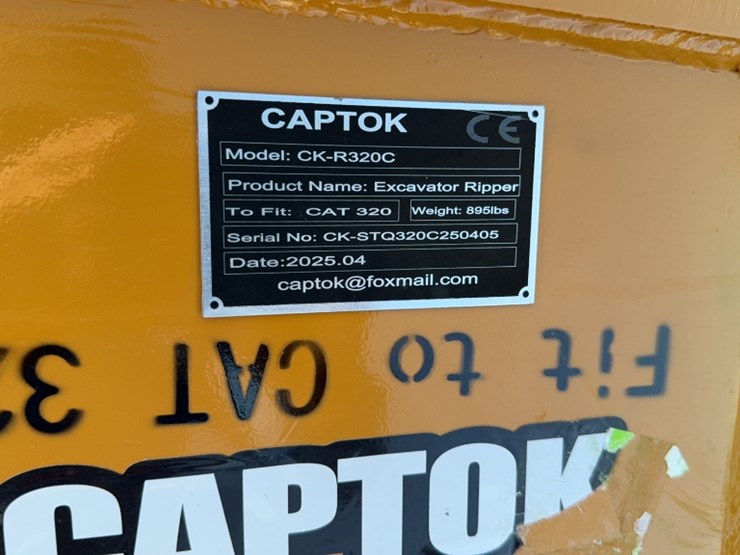 CAPTOK CE
Model: CK-R320C
Product Name: Excavator Ripper
To Fit: CAT 320 Weight: 895lbs
Serial No: CK-STQ320C250405
Date:2025.04
captok@foxmail.com
Fit to CAT 32
CAPTOK